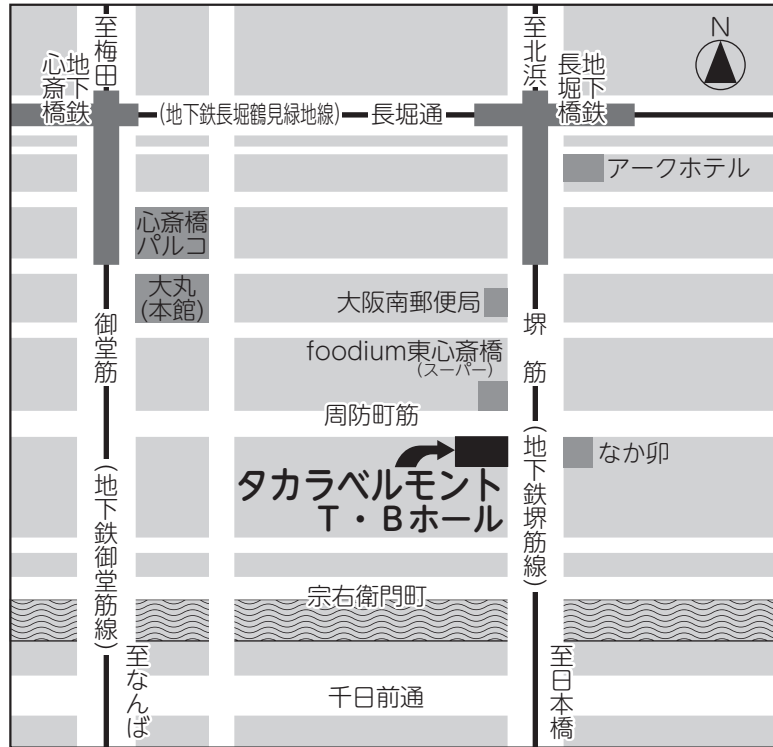 至梅田
地下鉄
心斎橋
(地下鉄長堀鶴見緑地線)
長堀通
至北浜
地下鉄
長堀橋
N
アークホテル
心斎橋
パルコ
大丸
(本館)
大阪南郵便局
foodium東心斎橋
(スーパー)
御堂筋
(地下鉄御堂筋線)
堺筋
(地下鉄堺筋線)
周防町筋
なか卯
タカラベルモント
T・Bホール
宗右衛門町
至なんば
千日前通
至日本橋